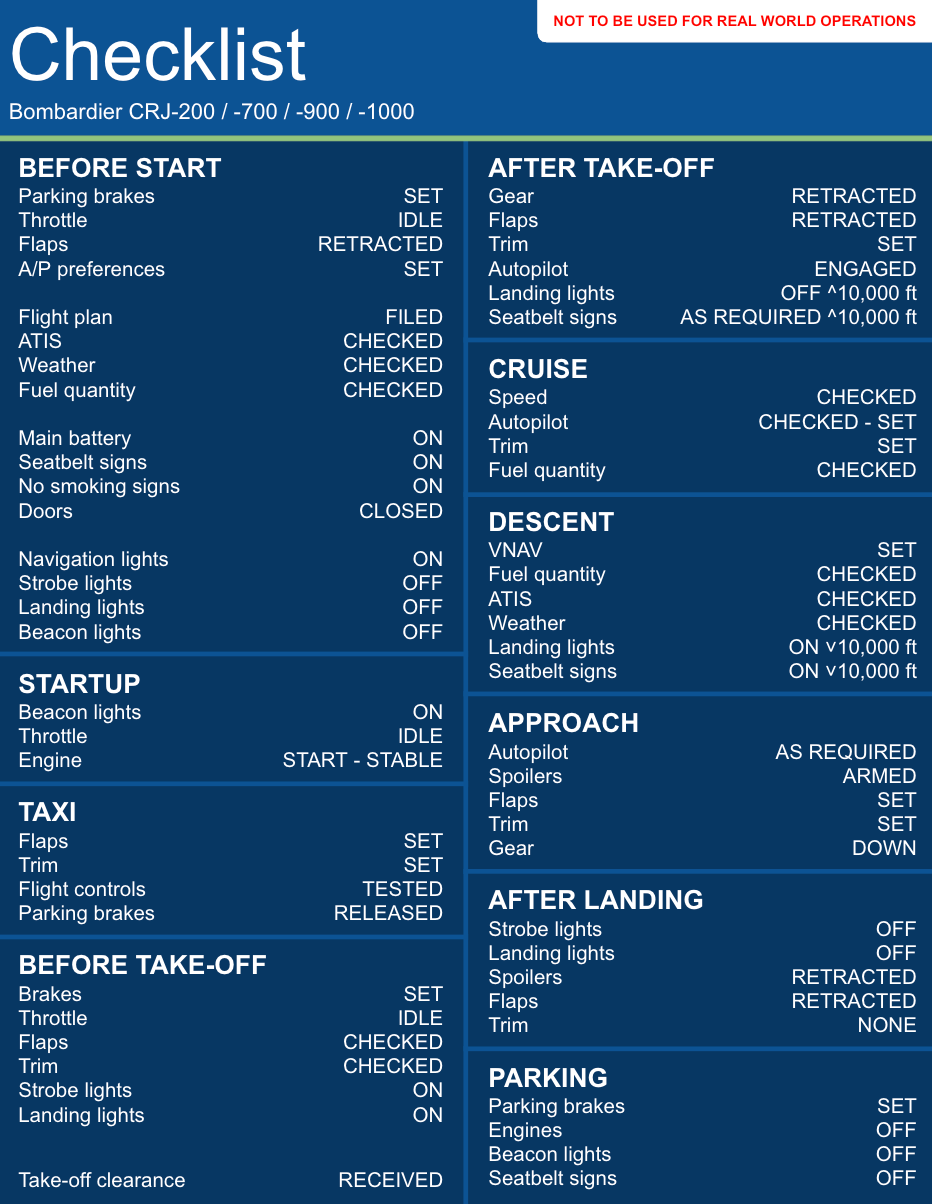 NOT TO BE USED FOR REAL WORLD OPERATIONS
Checklist
Bombardier CRJ-200 / -700 / -900 / -1000
BEFORE START
Parking brakes SET
Throttle IDLE
Flaps RETRACTED
A/P preferences SET
Flight plan FILED
ATIS CHECKED
Weather CHECKED
Fuel quantity CHECKED
Main battery ON
Seatbelt signs ON
No smoking signs ON
Doors CLOSED
Navigation lights ON
Strobe lights OFF
Landing lights OFF
Beacon lights OFF
STARTUP
Beacon lights ON
Throttle IDLE
Engine START - STABLE
TAXI
Flaps SET
Trim SET
Flight controls TESTED
Parking brakes RELEASED
BEFORE TAKE-OFF
Brakes SET
Throttle IDLE
Flaps CHECKED
Trim CHECKED
Strobe lights ON
Landing lights ON
Take-off clearance RECEIVED
AFTER TAKE-OFF
Gear RETRACTED
Flaps RETRACTED
Trim SET
Autopilot ENGAGED
Landing lights OFF ^10,000 ft
Seatbelt signs AS REQUIRED ^10,000 ft
CRUISE
Speed CHECKED
Autopilot CHECKED - SET
Trim SET
Fuel quantity CHECKED
DESCENT
VNAV SET
Fuel quantity CHECKED
ATIS CHECKED
Weather CHECKED
Landing lights ON ˅10,000 ft
Seatbelt signs ON ˅10,000 ft
APPROACH
Autopilot AS REQUIRED
Spoilers ARMED
Flaps SET
Trim SET
Gear DOWN
AFTER LANDING
Strobe lights OFF
Landing lights OFF
Spoilers RETRACTED
Flaps RETRACTED
Trim NONE
PARKING
Parking brakes SET
Engines OFF
Beacon lights OFF
Seatbelt signs OFF